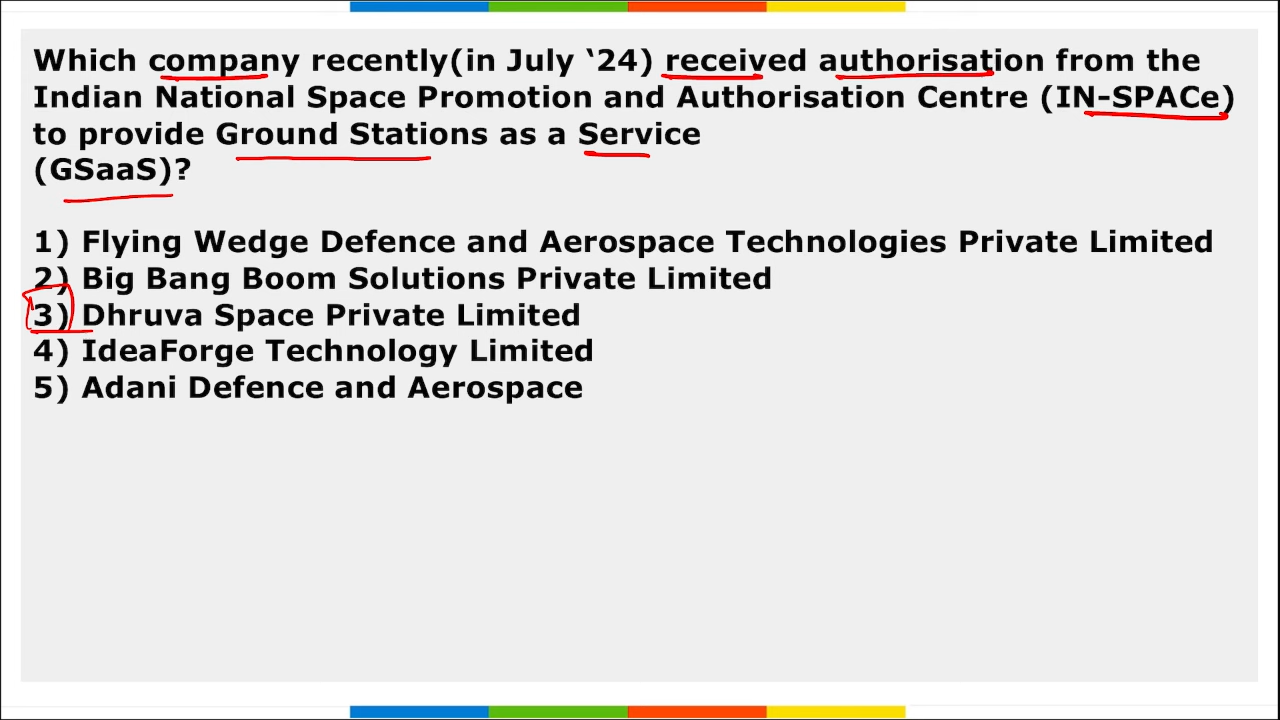 Which company recently(in July ‘24) received authorisation from the
Indian National Space Promotion and Authorisation Centre (IN-SPACe)
to provide Ground Stations as a Service
(GSaaS)?
1) Flying Wedge Defence and Aerospace Technologies Private Limited
2) Big Bang Boom Solutions Private Limited
3) Dhruva Space Private Limited
4) IdeaForge Technology Limited
5) Adani Defence and Aerospace